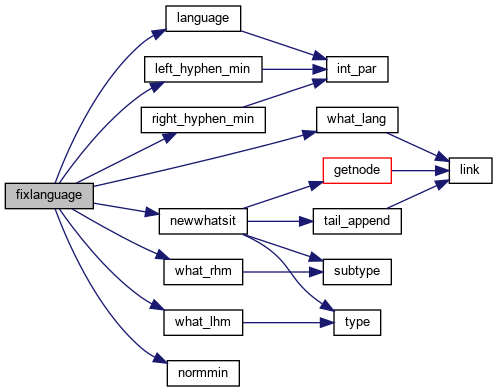 language
left_hyphen_min
int_par
right_hyphen_min
what_lang
getnode
link
fixlanguage
newwhatsit
tail_append
what_rhm
subtype
what_lhm
type
normmin